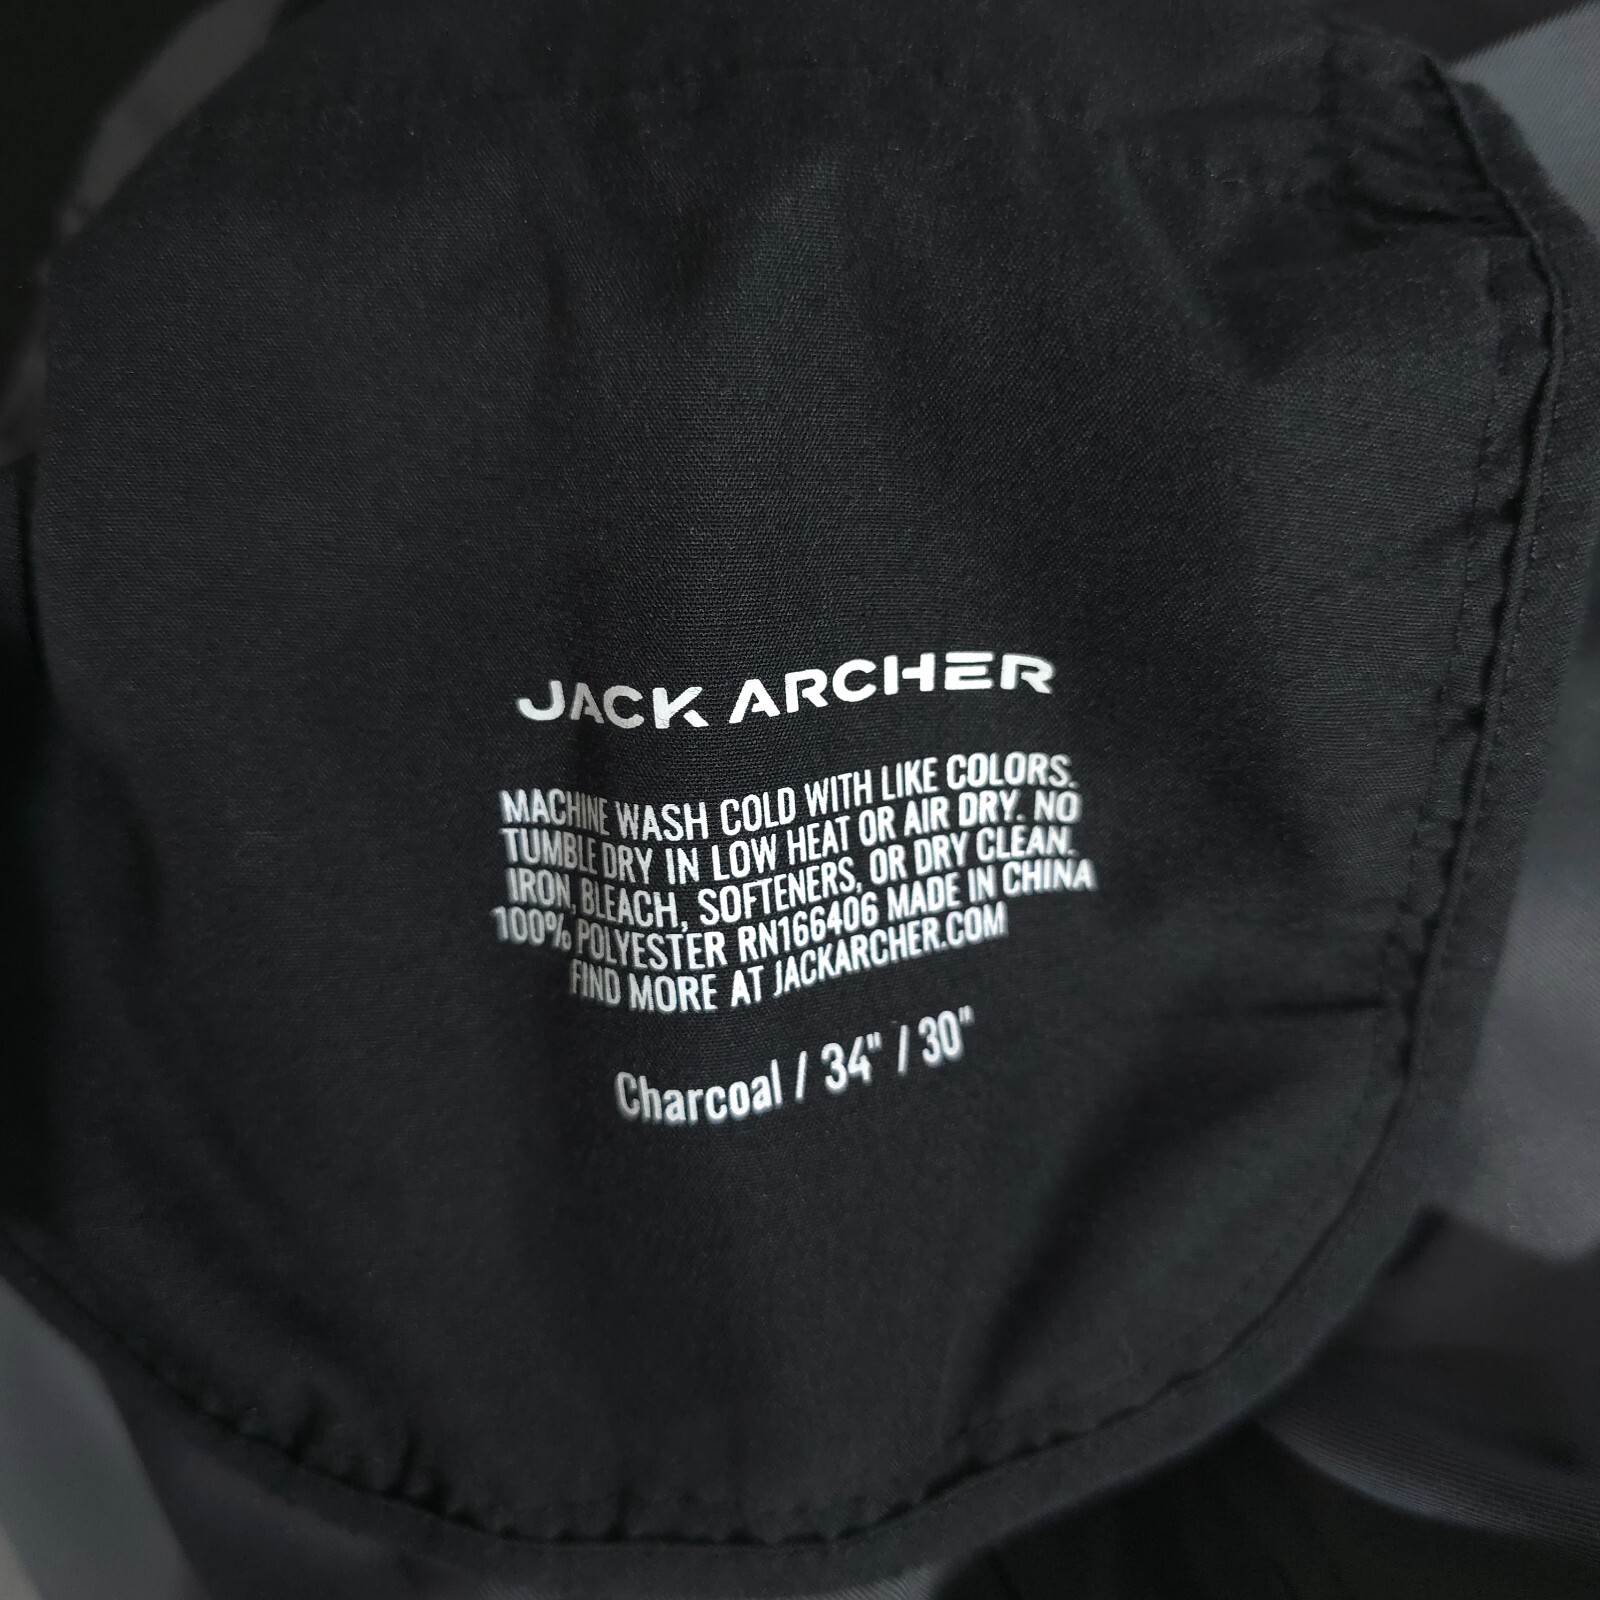 JACK ARCHER
MACHINE WASH COLD WITH LIKE COLORS.
TUMBLE DRY IN LOW HEAT OR AIR DRY. NO
IRON, BLEACH, SOFTENERS, OR DRY CLEAN.
100% POLYESTER RN166406 MADE IN CHINA
FIND MORE AT JACKARCHER.COM
Charcoal / 34" / 30"